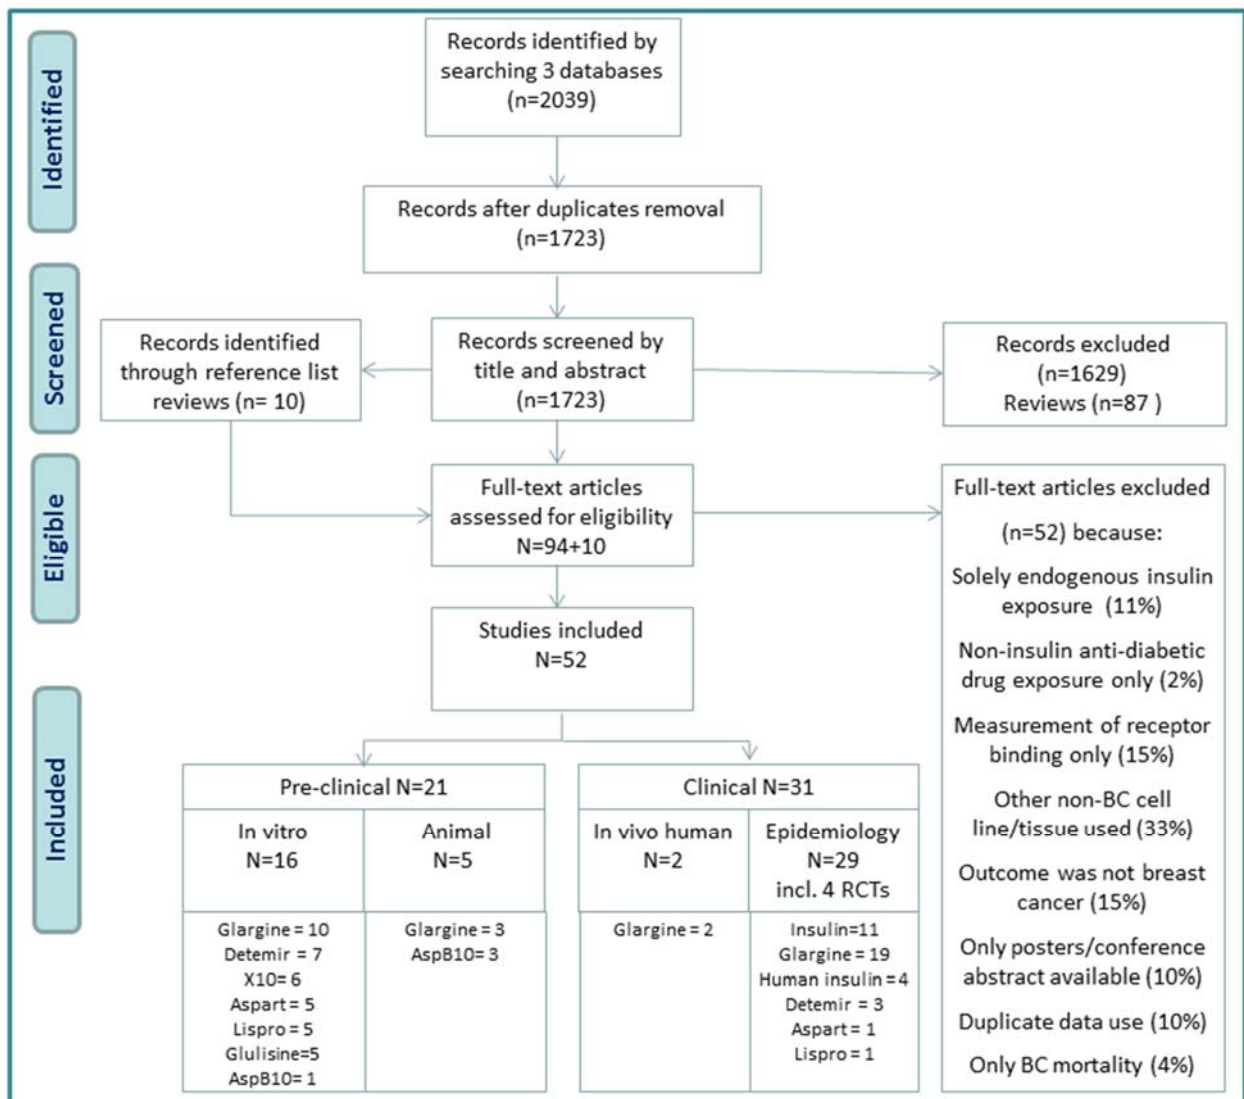 Identified
Records identified by
searching 3 databases
(n=2039)
Records after duplicates removal
(n=1723)
Screened
Records identified
through reference list
reviews (n= 10)
Records screened by
title and abstract
(n=1723)
Records excluded
(n=1629)
Reviews (n=87 )
Eligible
Full-text articles
assessed for eligibility
N=94+10
Full-text articles excluded
(n=52) because:
Solely endogenous insulin
exposure (11%)
Non-insulin anti-diabetic
drug exposure only (2%)
Measurement of receptor
binding only (15%)
Other non-BC cell
line/tissue used (33%)
Outcome was not breast
cancer (15%)
Only posters/conference
abstract available (10%)
Duplicate data use (10%)
Only BC mortality (4%)
Studies included
N=52
Included
Pre-clinical N=21
In vitro
N=16
Animal
N=5
Glargine = 10
Detemir = 7
X10= 6
Aspart = 5
Lispro = 5
Glulisine=5
AspB10= 1
Glargine = 3
AspB10= 3
Clinical N=31
In vivo human
N=2
Epidemiology
N=29
incl. 4 RCTs
Glargine = 2
Insulin=11
Glargine = 19
Human insulin=4
Detemir = 3
Aspart = 1
Lispro = 1